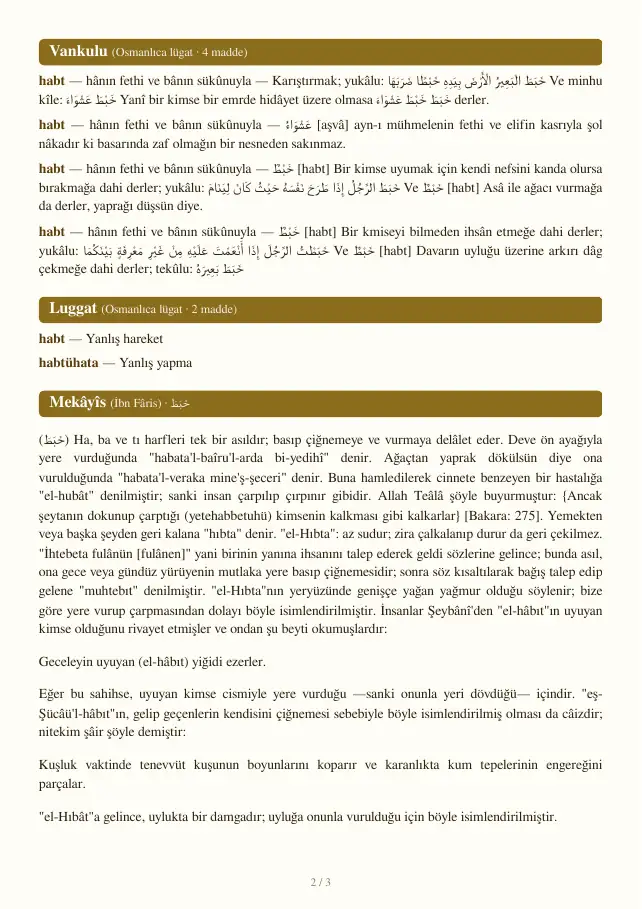 Vankulu (Osmanlıca lügat · 4 madde)
habt — hânın fethi ve bânın sükûnuyla — Karıştırmak; yukâlu: خَبَطَ الْبَعِيرُ الْأَرْضَ بِيَدِهِ خَبْطًا ضَرَبَهَا Ve minhu
kîle: خَبْطَ عَشْوَاءَ Yanî bir kimse bir emrde hidâyet üzere olmasa خَبَطَ خَبْطَ عَشْوَاءَ derler.
habt — hânın fethi ve bânın sükûnuyla — عَشْوَاءُ [aşvâ] ayn-ı mühmelenin fethi ve elifin kasrıyla şol
nâkadır ki basarında zaf olmağın bir nesneden sakınmaz.
habt — hânın fethi ve bânın sükûnuyla — خَبْطٌ [habt] Bir kimse uyumak için kendi nefsini kanda olursa
bırakmağa dahi derler; yukâlu: خَبَطَ الرَّجُلُ إِذَا طَرَحَ نَفْسَهُ حَيْثُ كَانَ لِيَنَامَ Ve خَبْطٌ [habt] Asâ ile ağacı vurmağa
da derler, yaprağı düşsün diye.
habt — hânın fethi ve bânın sükûnuyla — خَبْطٌ [habt] Bir kmiseyi bilmeden ihsân etmeğe dahi derler;
yukâlu: خَبَطْتُ الرَّجُلَ إِذَا أَنْعَمْتَ عَلَيْهِ مِنْ غَيْرِ مَعْرِفَةٍ بَيْنَكُمَا Ve خَبْطٌ [habt] Davarın uyluğu üzerine arkırı dâg
çekmeğe dahi derler; tekûlu: خَبَطَ بَعِيرَهُ
Luggat (Osmanlıca lügat · 2 madde)
habt — Yanlış hareket
habtühata — Yanlış yapma
Mekâyîs (İbn Fâris) · خَبَطَ
(خَبَطَ) Ha, ba ve tı harfleri tek bir asıldır; basıp çiğnemeye ve vurmaya delâlet eder. Deve ön ayağıyla
yere vurduğunda "habata'l-baîru'l-arda bi-yedihî" denir. Ağaçtan yaprak dökülsün diye ona
vurulduğunda "habata'l-veraka mine'ş-şeceri" denir. Buna hamledilerek cinnete benzeyen bir hastalığa
"el-hubât" denilmiştir; sanki insan çarpılıp çırpınır gibidir. Allah Teâlâ şöyle buyurmuştur: {Ancak
şeytanın dokunup çarptığı (yetehabbetuhü) kimsenin kalkması gibi kalkarlar} [Bakara: 275]. Yemekten
veya başka şeyden geri kalana "hıbta" denir. "el-Hıbta": az sudur; zira çalkalanıp durur da geri çekilmez.
"İhtebeta fulânün [fulânen]" yani birinin yanına ihsanını talep ederek geldi sözlerine gelince; bunda asıl,
ona gece veya gündüz yürüyenin mutlaka yere basıp çiğnemesidir; sonra söz kısaltılarak bağış talep edip
gelene "muhtebıt" denilmiştir. "el-Hıbta"nın yeryüzünde genişçe yağan yağmur olduğu söylenir; bize
göre yere vurup çarpmasından dolayı böyle isimlendirilmiştir. İnsanlar Şeybânî'den "el-hâbıt"ın uyuyan
kimse olduğunu rivayet etmişler ve ondan şu beyti okumuşlardır:
Geceleyin uyuyan (el-hâbıt) yiğidi ezerler.
Eğer bu sahihse, uyuyan kimse cismiyle yere vurduğu —sanki onunla yeri dövdüğü— içindir. "eş-
Şücâü'l-hâbıt"ın, gelip geçenlerin kendisini çiğnemesi sebebiyle böyle isimlendirilmiş olması da câizdir;
nitekim şâir şöyle demiştir:
Kuşluk vaktinde tenevvüt kuşunun boyunlarını koparır ve karanlıkta kum tepelerinin engereğini
parçalar.
"el-Hıbât"a gelince, uylukta bir damgadır; uyluğa onunla vurulduğu için böyle isimlendirilmiştir.
2 / 3